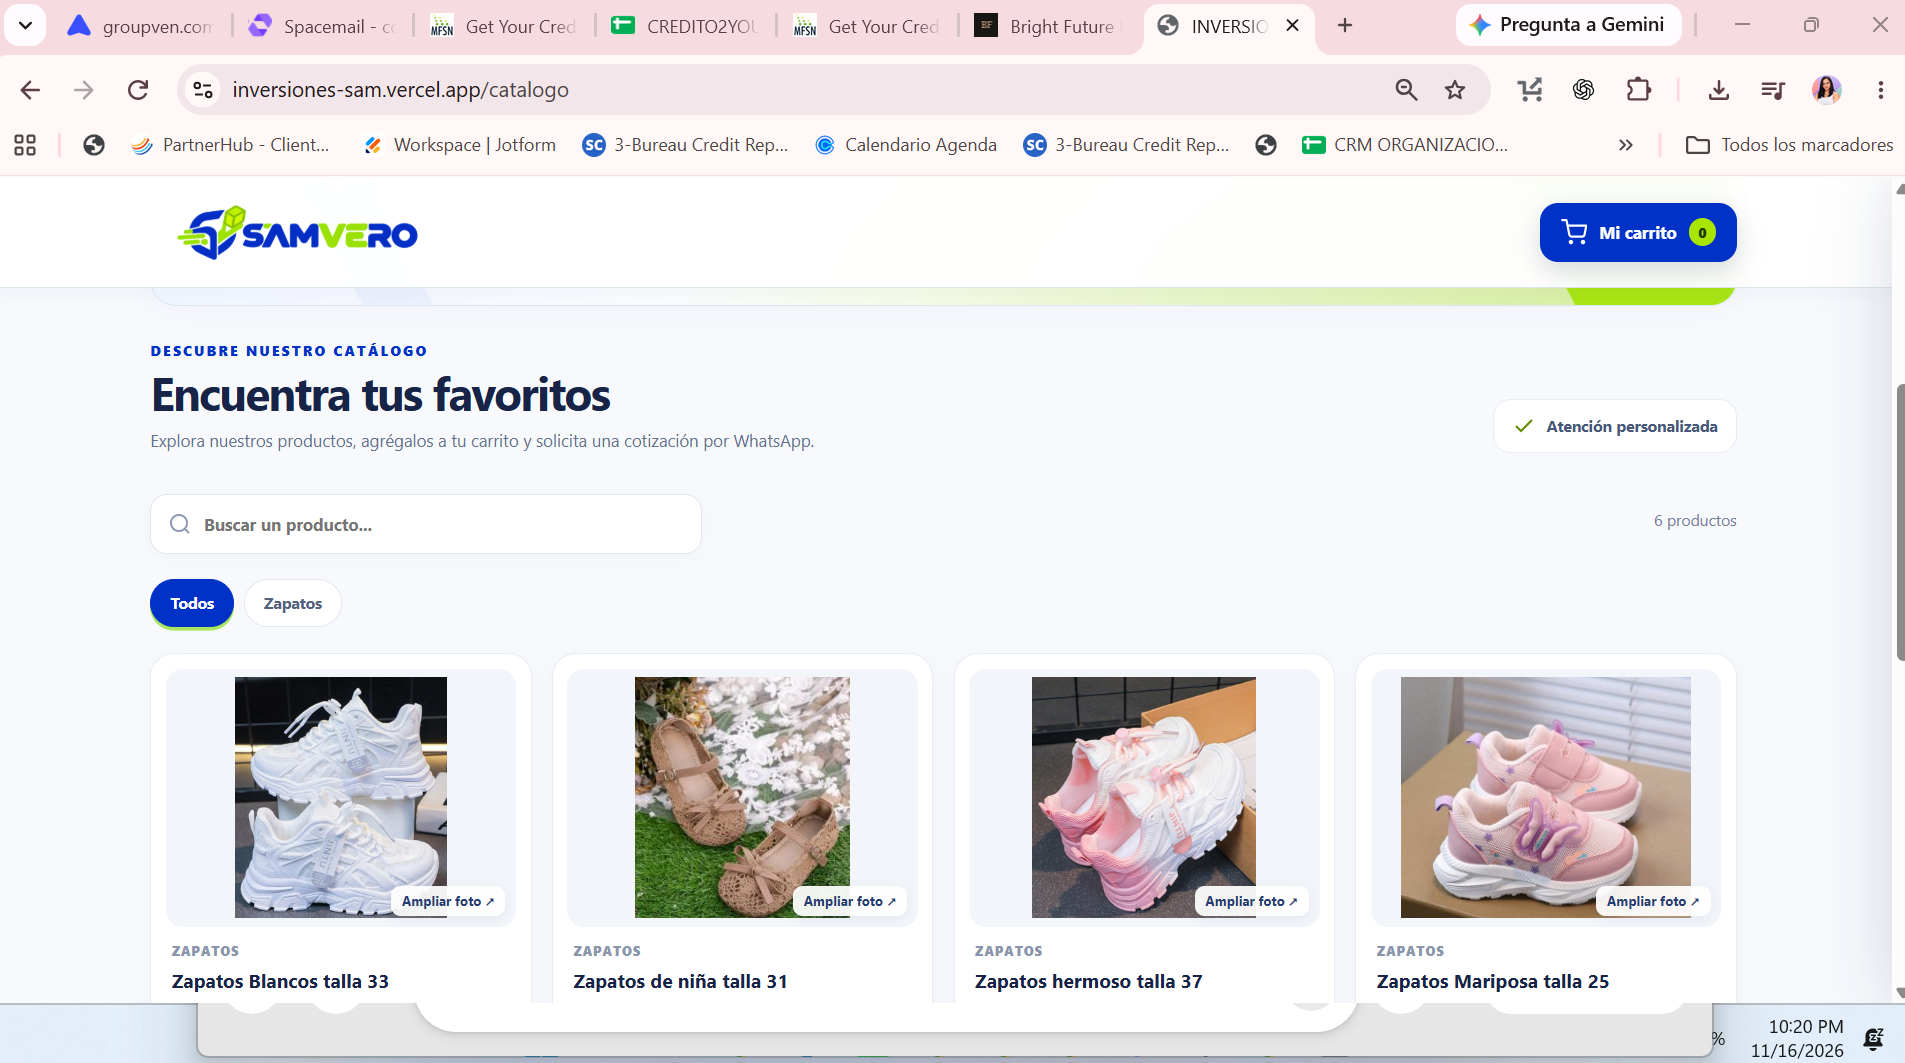 groupven.com
Spacemail - c
Get Your Cred
CREDITO2YOU
Get Your Cred
Bright Future
INVERSIO
Pregunta a Gemini
inversiones-sam.vercel.app/catalogo
PartnerHub - Client...
Workspace | Jotform
SC 3-Bureau Credit Rep...
Calendario Agenda
SC 3-Bureau Credit Rep...
CRM ORGANIZACIO...
Todos los marcadores
SAMVERO
Mi carrito 0
DESCUBRE NUESTRO CATÁLOGO
Encuentra tus favoritos
Explora nuestros productos, agrégalos a tu carrito y solicita una cotización por WhatsApp.
Atención personalizada
Buscar un producto...
6 productos
Todos
Zapatos
Ampliar foto ↗
Ampliar foto ↗
Ampliar foto ↗
Ampliar foto ↗
ZAPATOS
ZAPATOS
ZAPATOS
ZAPATOS
Zapatos Blancos talla 33
Zapatos de niña talla 31
Zapatos hermoso talla 37
Zapatos Mariposa talla 25
%
10:20 PM
11/16/2026